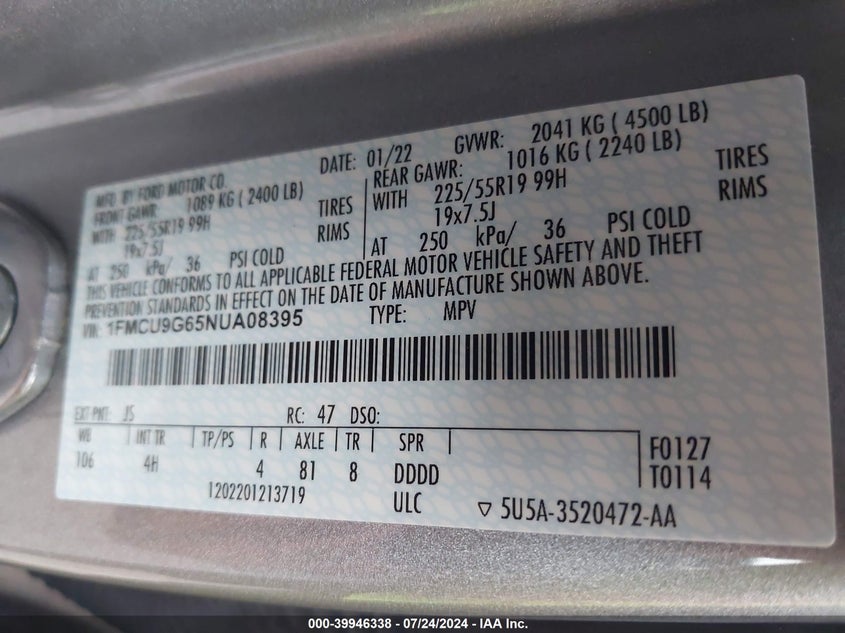 MFD. BY FORD MOTOR CO. DATE: 01/22 GVWR: 2041 KG ( 4500 LB)
FRONT GAWR: 1089 KG ( 2400 LB) REAR GAWR: 1016 KG ( 2240 LB)
WITH 225/55R19 99H TIRES WITH 225/55R19 99H TIRES
19x7.5J RIMS 19x7.5J RIMS
AT 250 kPa/ 36 PSI COLD AT 250 kPa/ 36 PSI COLD
THIS VEHICLE CONFORMS TO ALL APPLICABLE FEDERAL MOTOR VEHICLE SAFETY AND THEFT
PREVENTION STANDARDS IN EFFECT ON THE DATE OF MANUFACTURE SHOWN ABOVE.
VIN: 1FMCU9G65NUA08395 TYPE: MPV
EXT PNT: JS RC: 47 DSO:
WB INT TR TP/PS R AXLE TR SPR F0127
106 4H 4 81 8 DDDD T0114
1202201213719 ULC ▽ 5U5A-3520472-AA
000-39946338 - 07/24/2024 - IAA Inc.